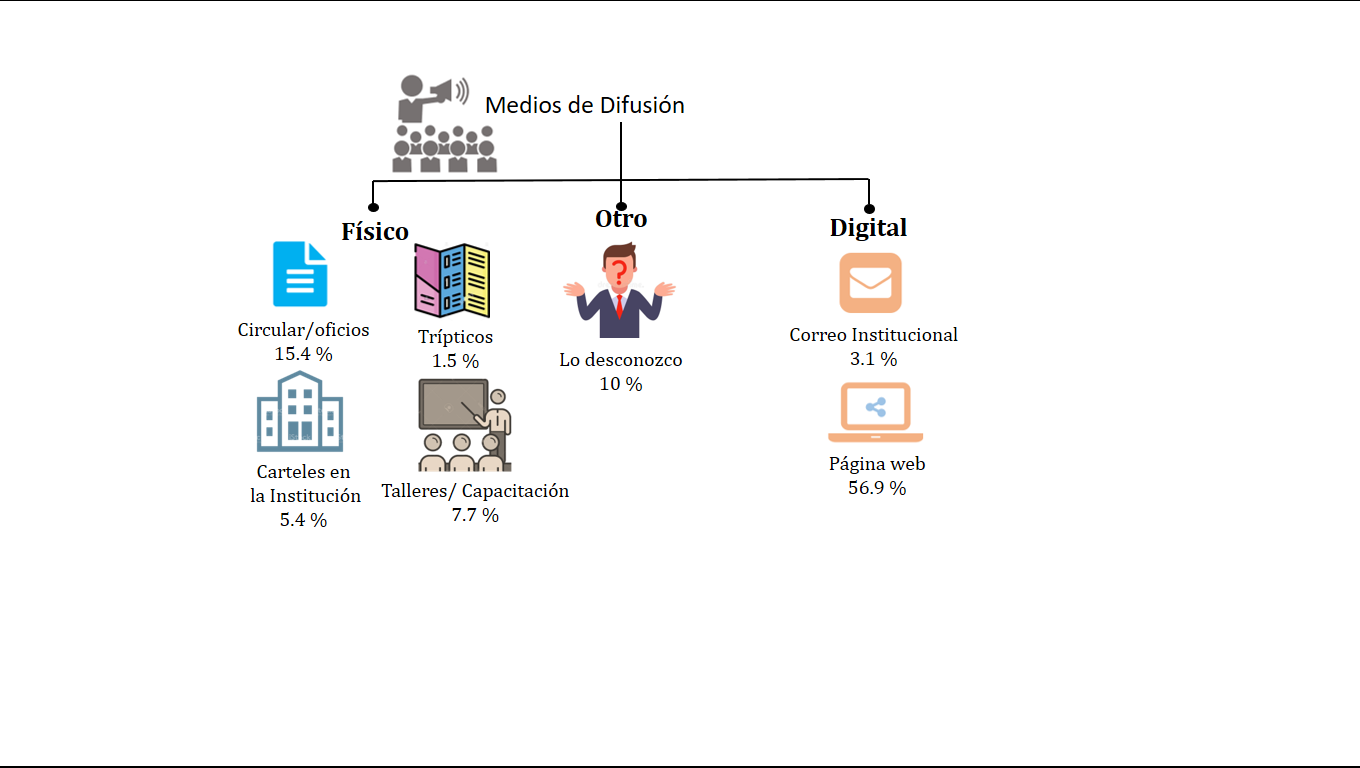 Medios de Difusión
Físico
Otro
Digital
Circular/oficios
15.4 %
Trípticos
1.5 %
Lo desconozco
10 %
Correo Institucional
3.1 %
Carteles en
la Institución
5.4 %
Talleres/ Capacitación
7.7 %
Página web
56.9 %
?